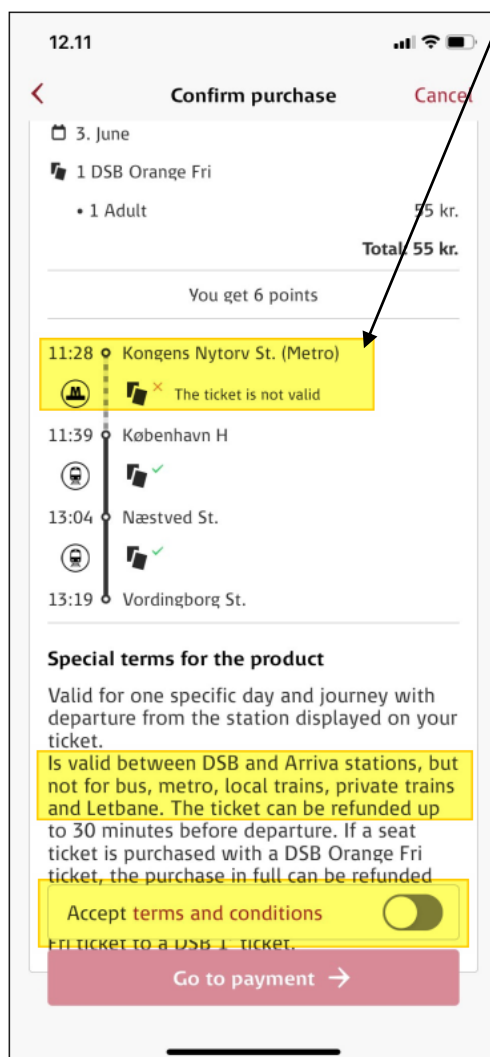 12.11
Confirm purchase
Cancel
3. June
1 DSB Orange Fri
• 1 Adult
55 kr.
Total: 55 kr.
You get 6 points
11:28
Kongens Nytorv St. (Metro)
M
The ticket is not valid
11:39
København H
13:04
Næstved St.
13:19
Vordingborg St.
Special terms for the product
Valid for one specific day and journey with
departure from the station displayed on your
ticket.
Is valid between DSB and Arriva stations, but
not for bus, metro, local trains, private trains
and Letbane. The ticket can be refunded up
to 30 minutes before departure. If a seat
ticket is purchased with a DSB Orange Fri
ticket, the purchase in full can be refunded
Accept terms and conditions
Fri ticket to a DSB 1' ticket.
Go to payment →